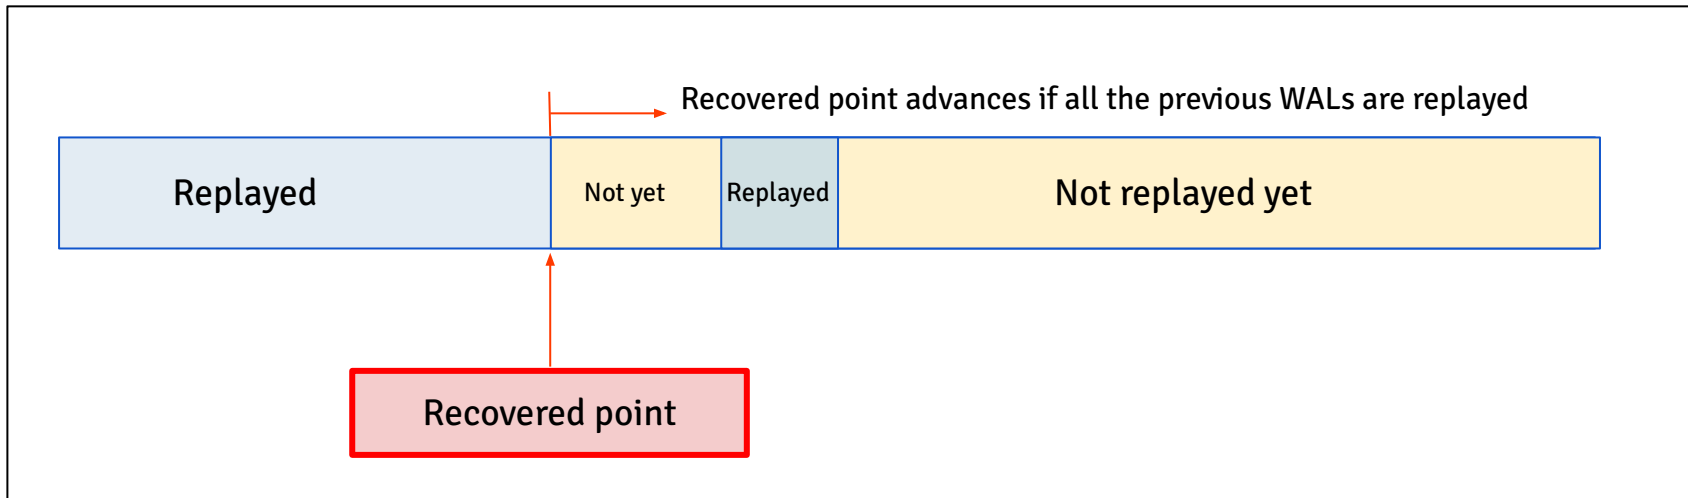 Recovered point advances if all the previous WALs are replayed
Replayed
Not yet
Replayed
Not replayed yet
Recovered point